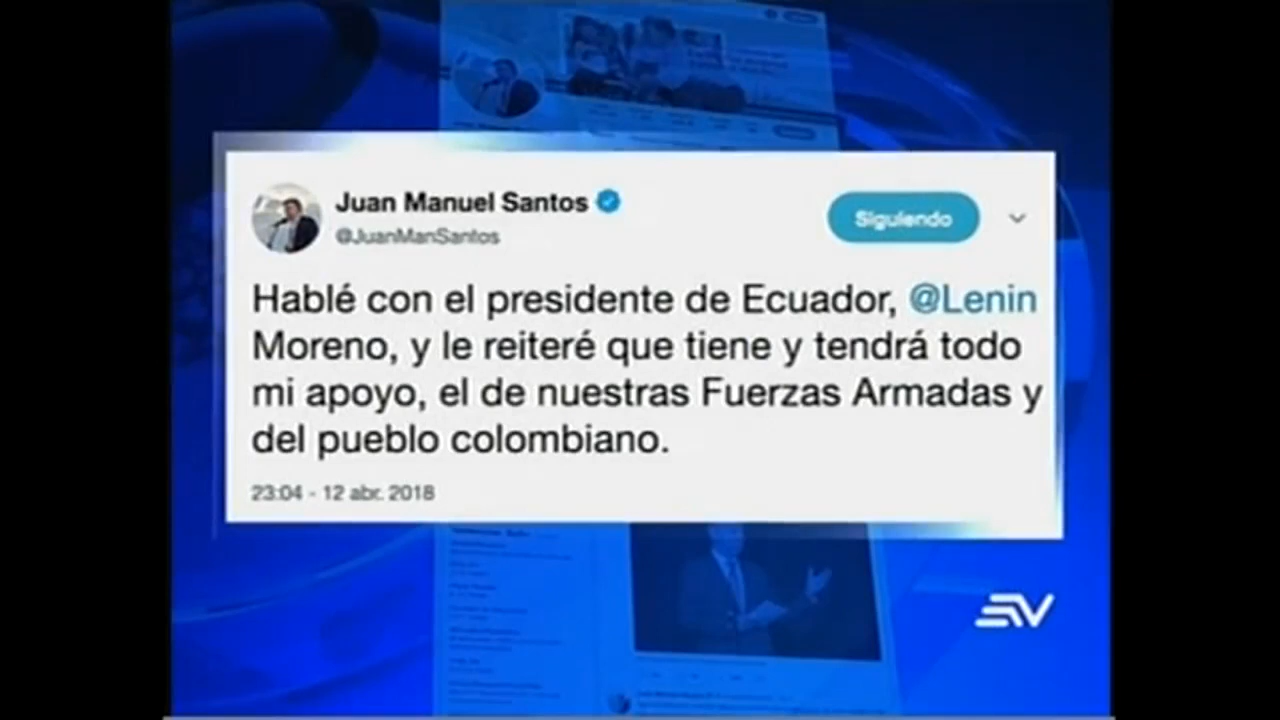 Juan Manuel Santos
@JuanManSantos
Siguiendo
Hablé con el presidente de Ecuador, @Lenin
Moreno, y le reiteré que tiene y tendrá todo
mi apoyo, el de nuestras Fuerzas Armadas y
del pueblo colombiano.
23:04 - 12 abr. 2018